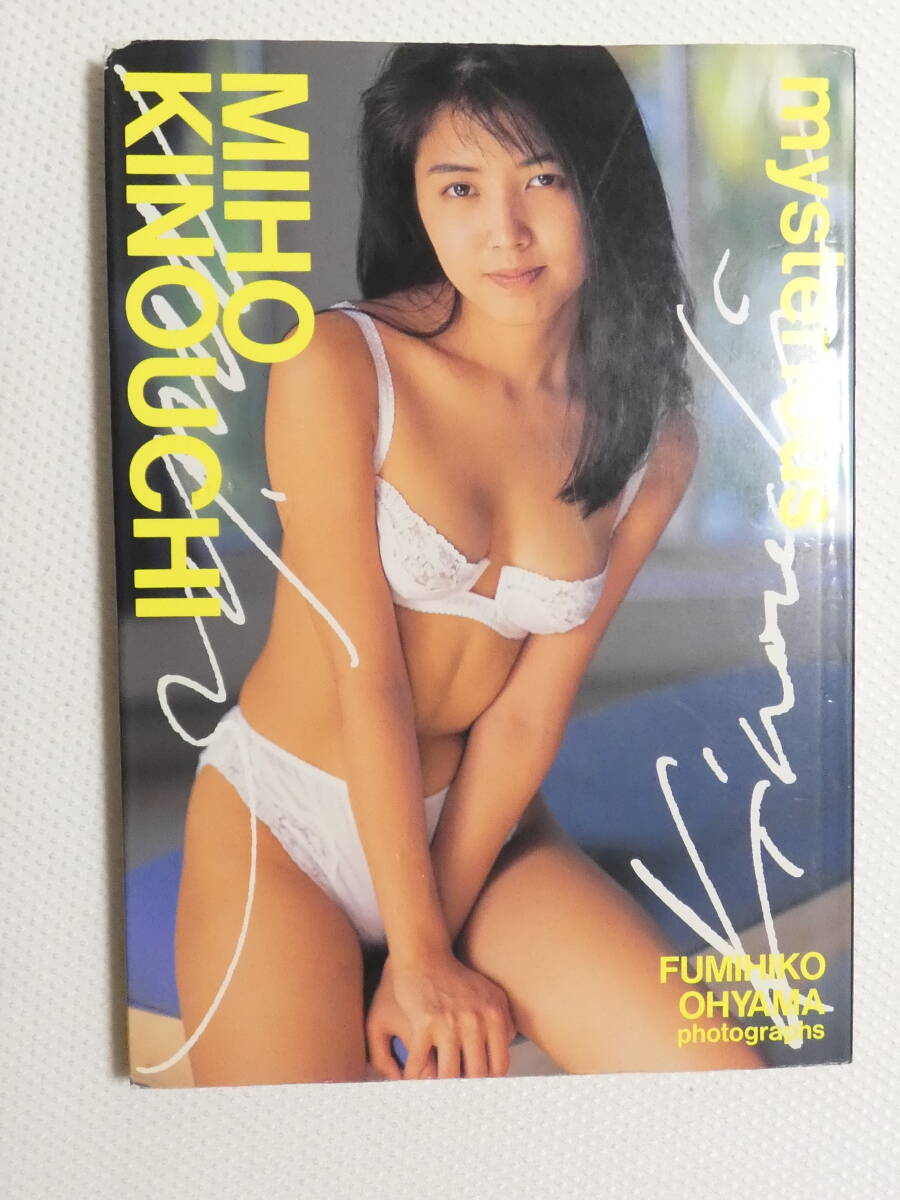 MIHO
KINOUCHI
mysterious
FUMIHIKO
OHYAMA
photographs